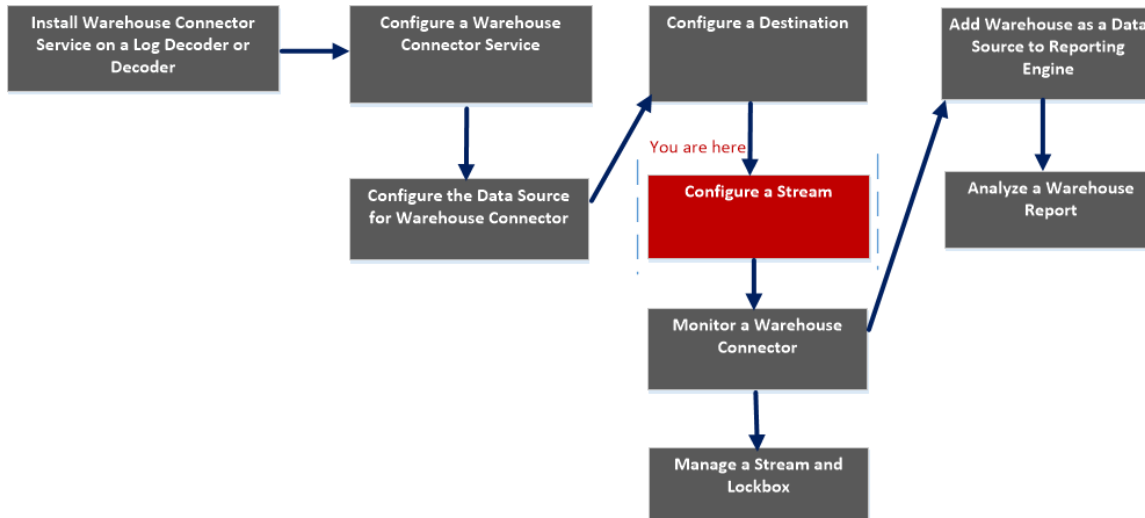 Install Warehouse Connector
Service on a Log Decoder or
Decoder
Configure a Warehouse
Connector Service
Configure the Data Source
for Warehouse Connector
Configure a Destination
You are here
Configure a Stream
Monitor a Warehouse
Connector
Manage a Stream and
Lockbox
Add Warehouse as a Data
Source to Reporting
Engine
Analyze a Warehouse
Report